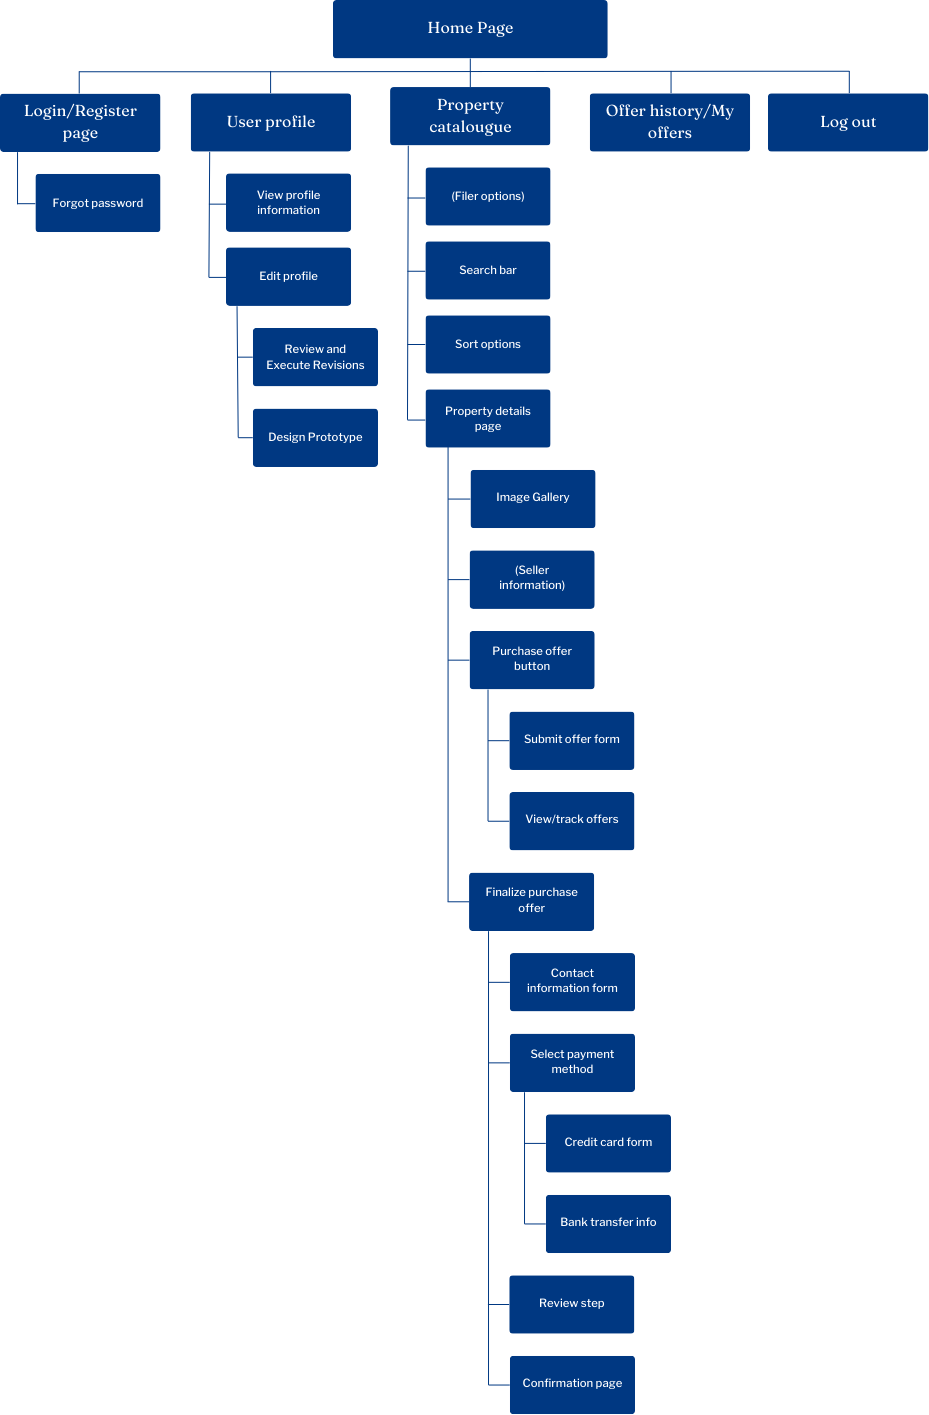 Home Page
Login/Register
page
User profile
Property
catalougue
Offer history/My
offers
Log out
Forgot password
View profile
information
Edit profile
Review and
Execute Revisions
Design Prototype
(Filer options)
Search bar
Sort options
Property details
page
Image Gallery
(Seller
information)
Purchase offer
button
Submit offer form
View/track offers
Finalize purchase
offer
Contact
information form
Select payment
method
Credit card form
Bank transfer info
Review step
Confirmation page